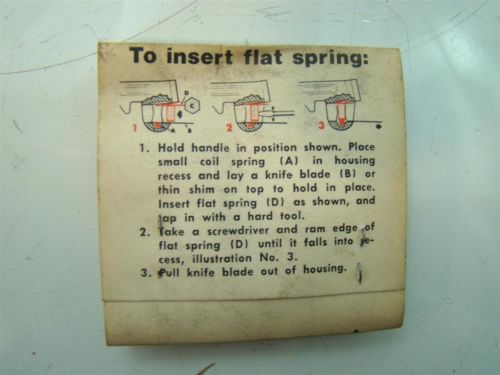 To insert flat spring:
D
C
A
B
1
2
3
1. Hold handle in position shown. Place
small coil spring (A) in housing
recess and lay a knife blade (B) or
thin shim on top to hold in place.
Insert flat spring (D) as shown, and
tap in with a hard tool.
2. Take a screwdriver and ram edge of
flat spring (D) until it falls into re-
cess, illustration No. 3.
3. Pull knife blade out of housing.